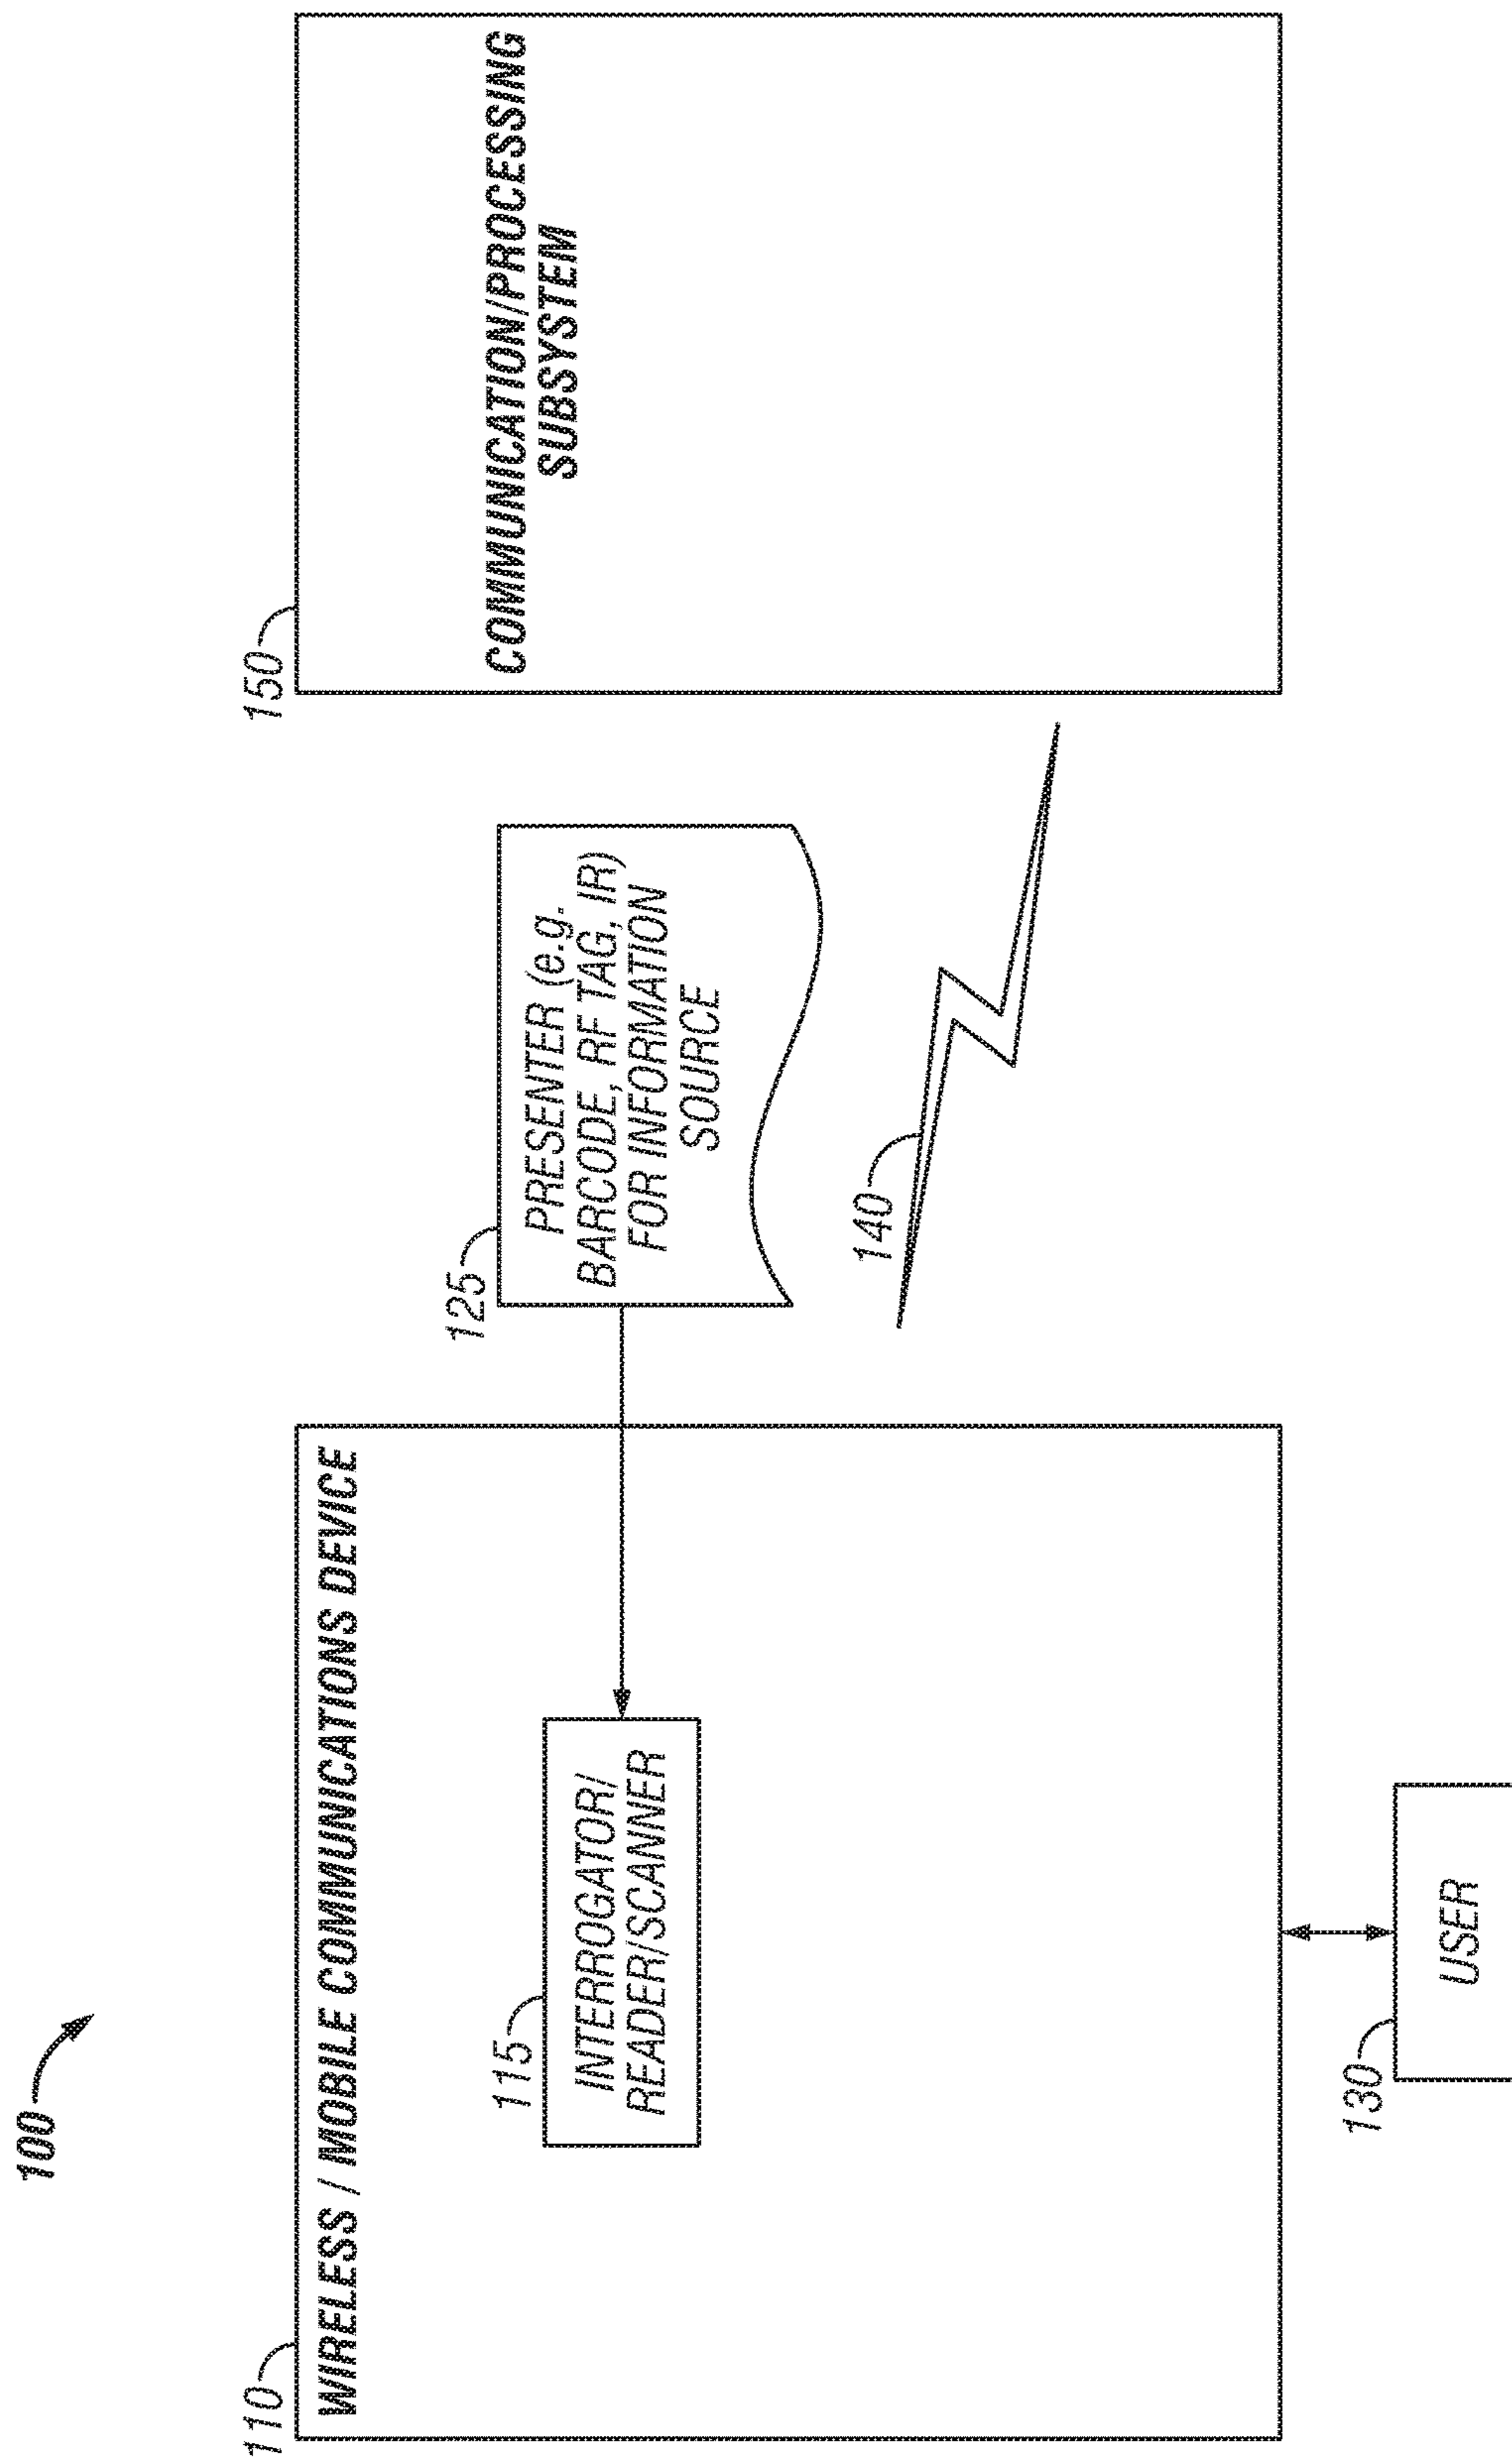 100
110
WIRELESS / MOBILE COMMUNICATIONS DEVICE
115
INTERROGATOR/
READER/SCANNER
125
PRESENTER (e.g.
BARCODE, RF TAG, IR)
FOR INFORMATION
SOURCE
140
150
COMMUNICATION/PROCESSING
SUBSYSTEM
130
USER